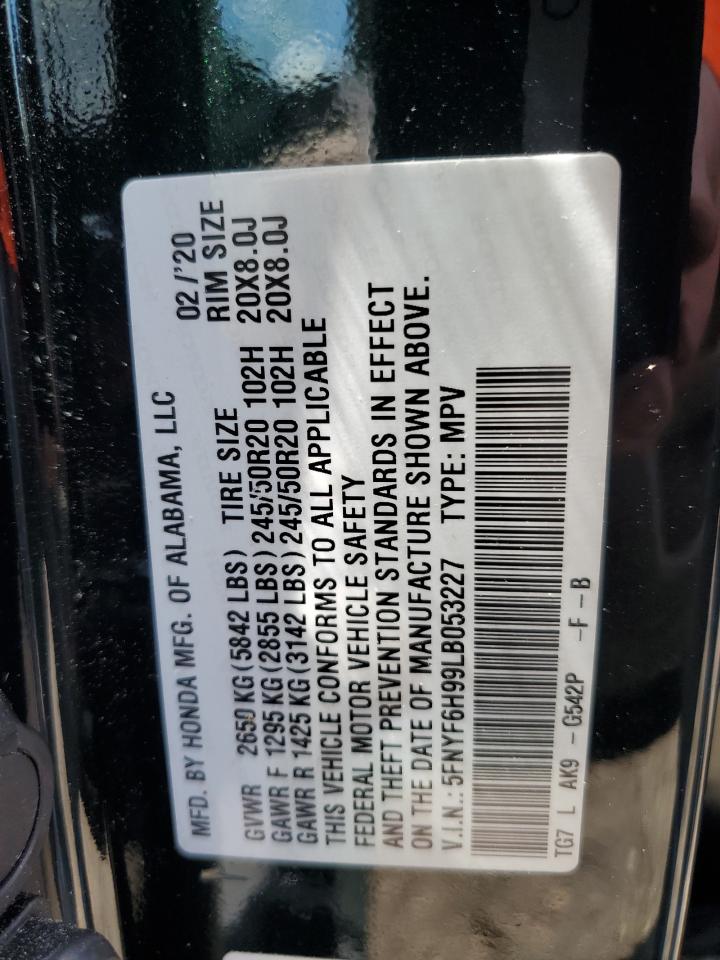 MFD. BY HONDA MFG. OF ALABAMA, LLC 02/'20
GVWR 2650 KG (5842 LBS) TIRE SIZE RIM SIZE
GAWR F 1295 KG (2855 LBS) 245/50R20 102H 20X8.0J
GAWR R 1425 KG (3142 LBS) 245/50R20 102H 20X8.0J
THIS VEHICLE CONFORMS TO ALL APPLICABLE
FEDERAL MOTOR VEHICLE SAFETY
AND THEFT PREVENTION STANDARDS IN EFFECT
ON THE DATE OF MANUFACTURE SHOWN ABOVE.
V.I.N.: 5FNYF6H99LB053227 TYPE: MPV
TG7 L AK9 -G542P -F-B